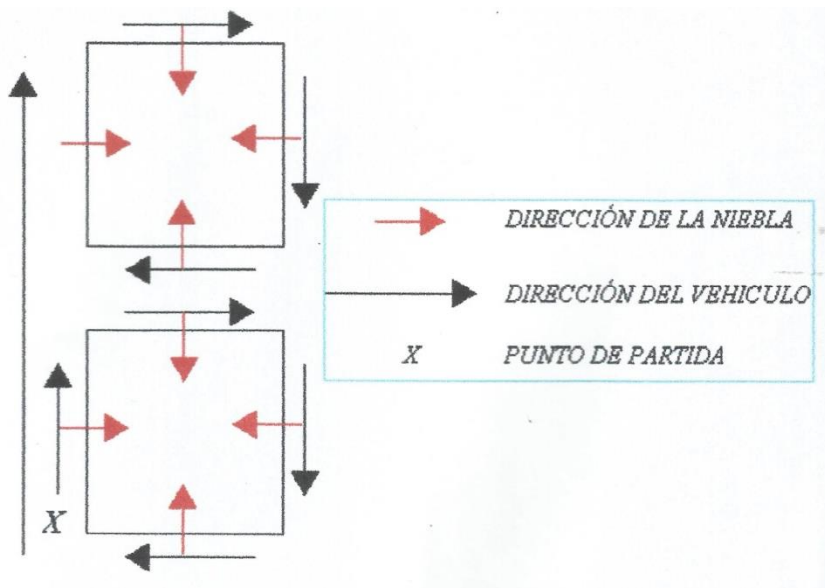 DIRECCIÓN DE LA NIEBLA
DIRECCIÓN DEL VEHICULO
X PUNTO DE PARTIDA
X